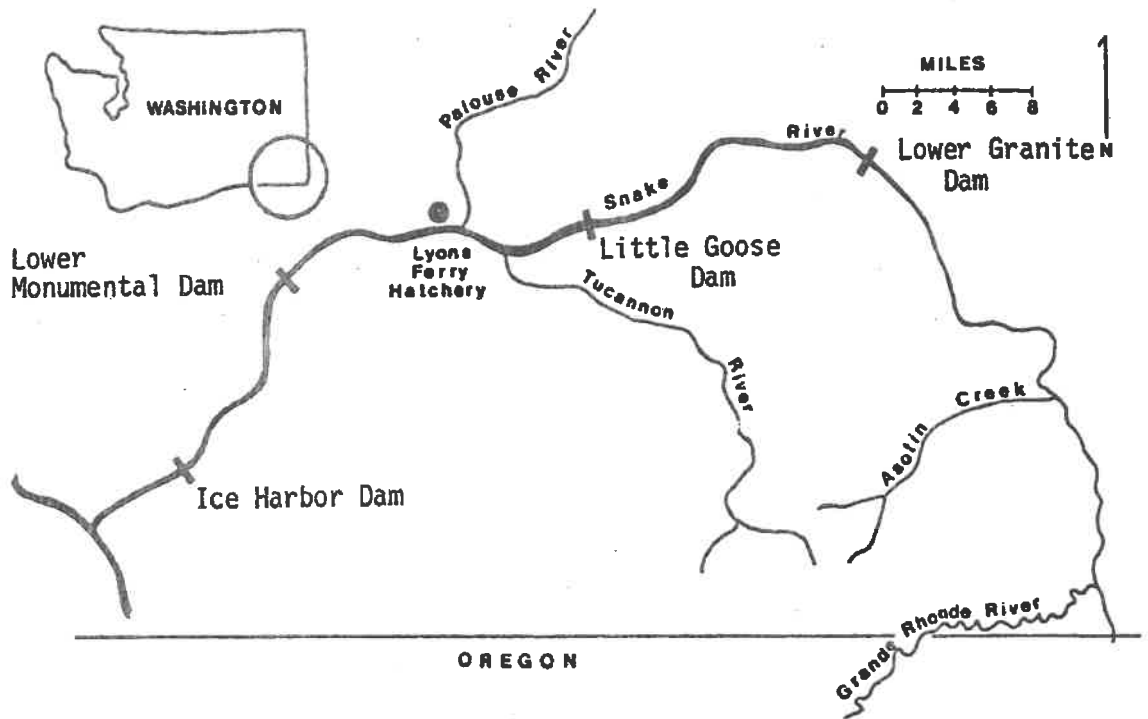 WASHINGTON
Palouse River
MILES
0 2 4 6 8
N
Snake River
Lower Granite
Dam
Lower
Monumental Dam
Lyons
Ferry
Hatchery
Little Goose
Dam
Tucannon River
Asotin Creek
Ice Harbor Dam
Grande Rhonde River
OREGON